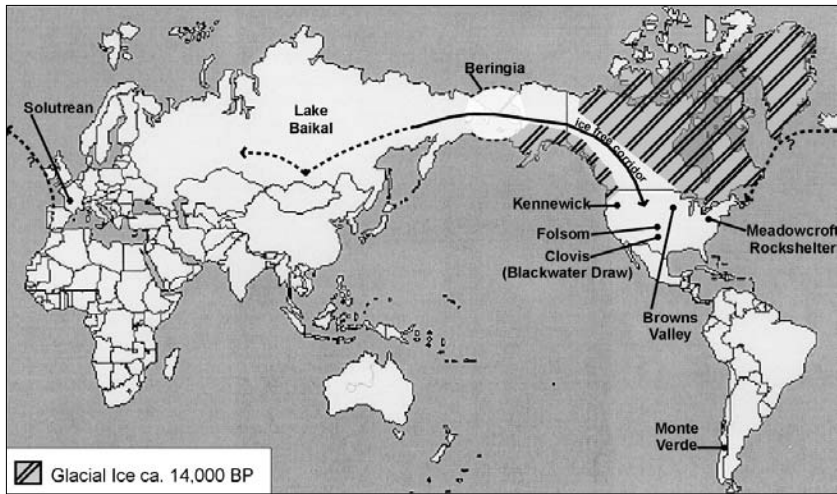 Beringia
Solutrean
Lake
Baikal
ice free corridor
?
?
Kennewick
Folsom
Clovis
(Blackwater Draw)
Meadowcroft
Rockshelter
Browns
Valley
Monte
Verde
Glacial Ice ca. 14,000 BP